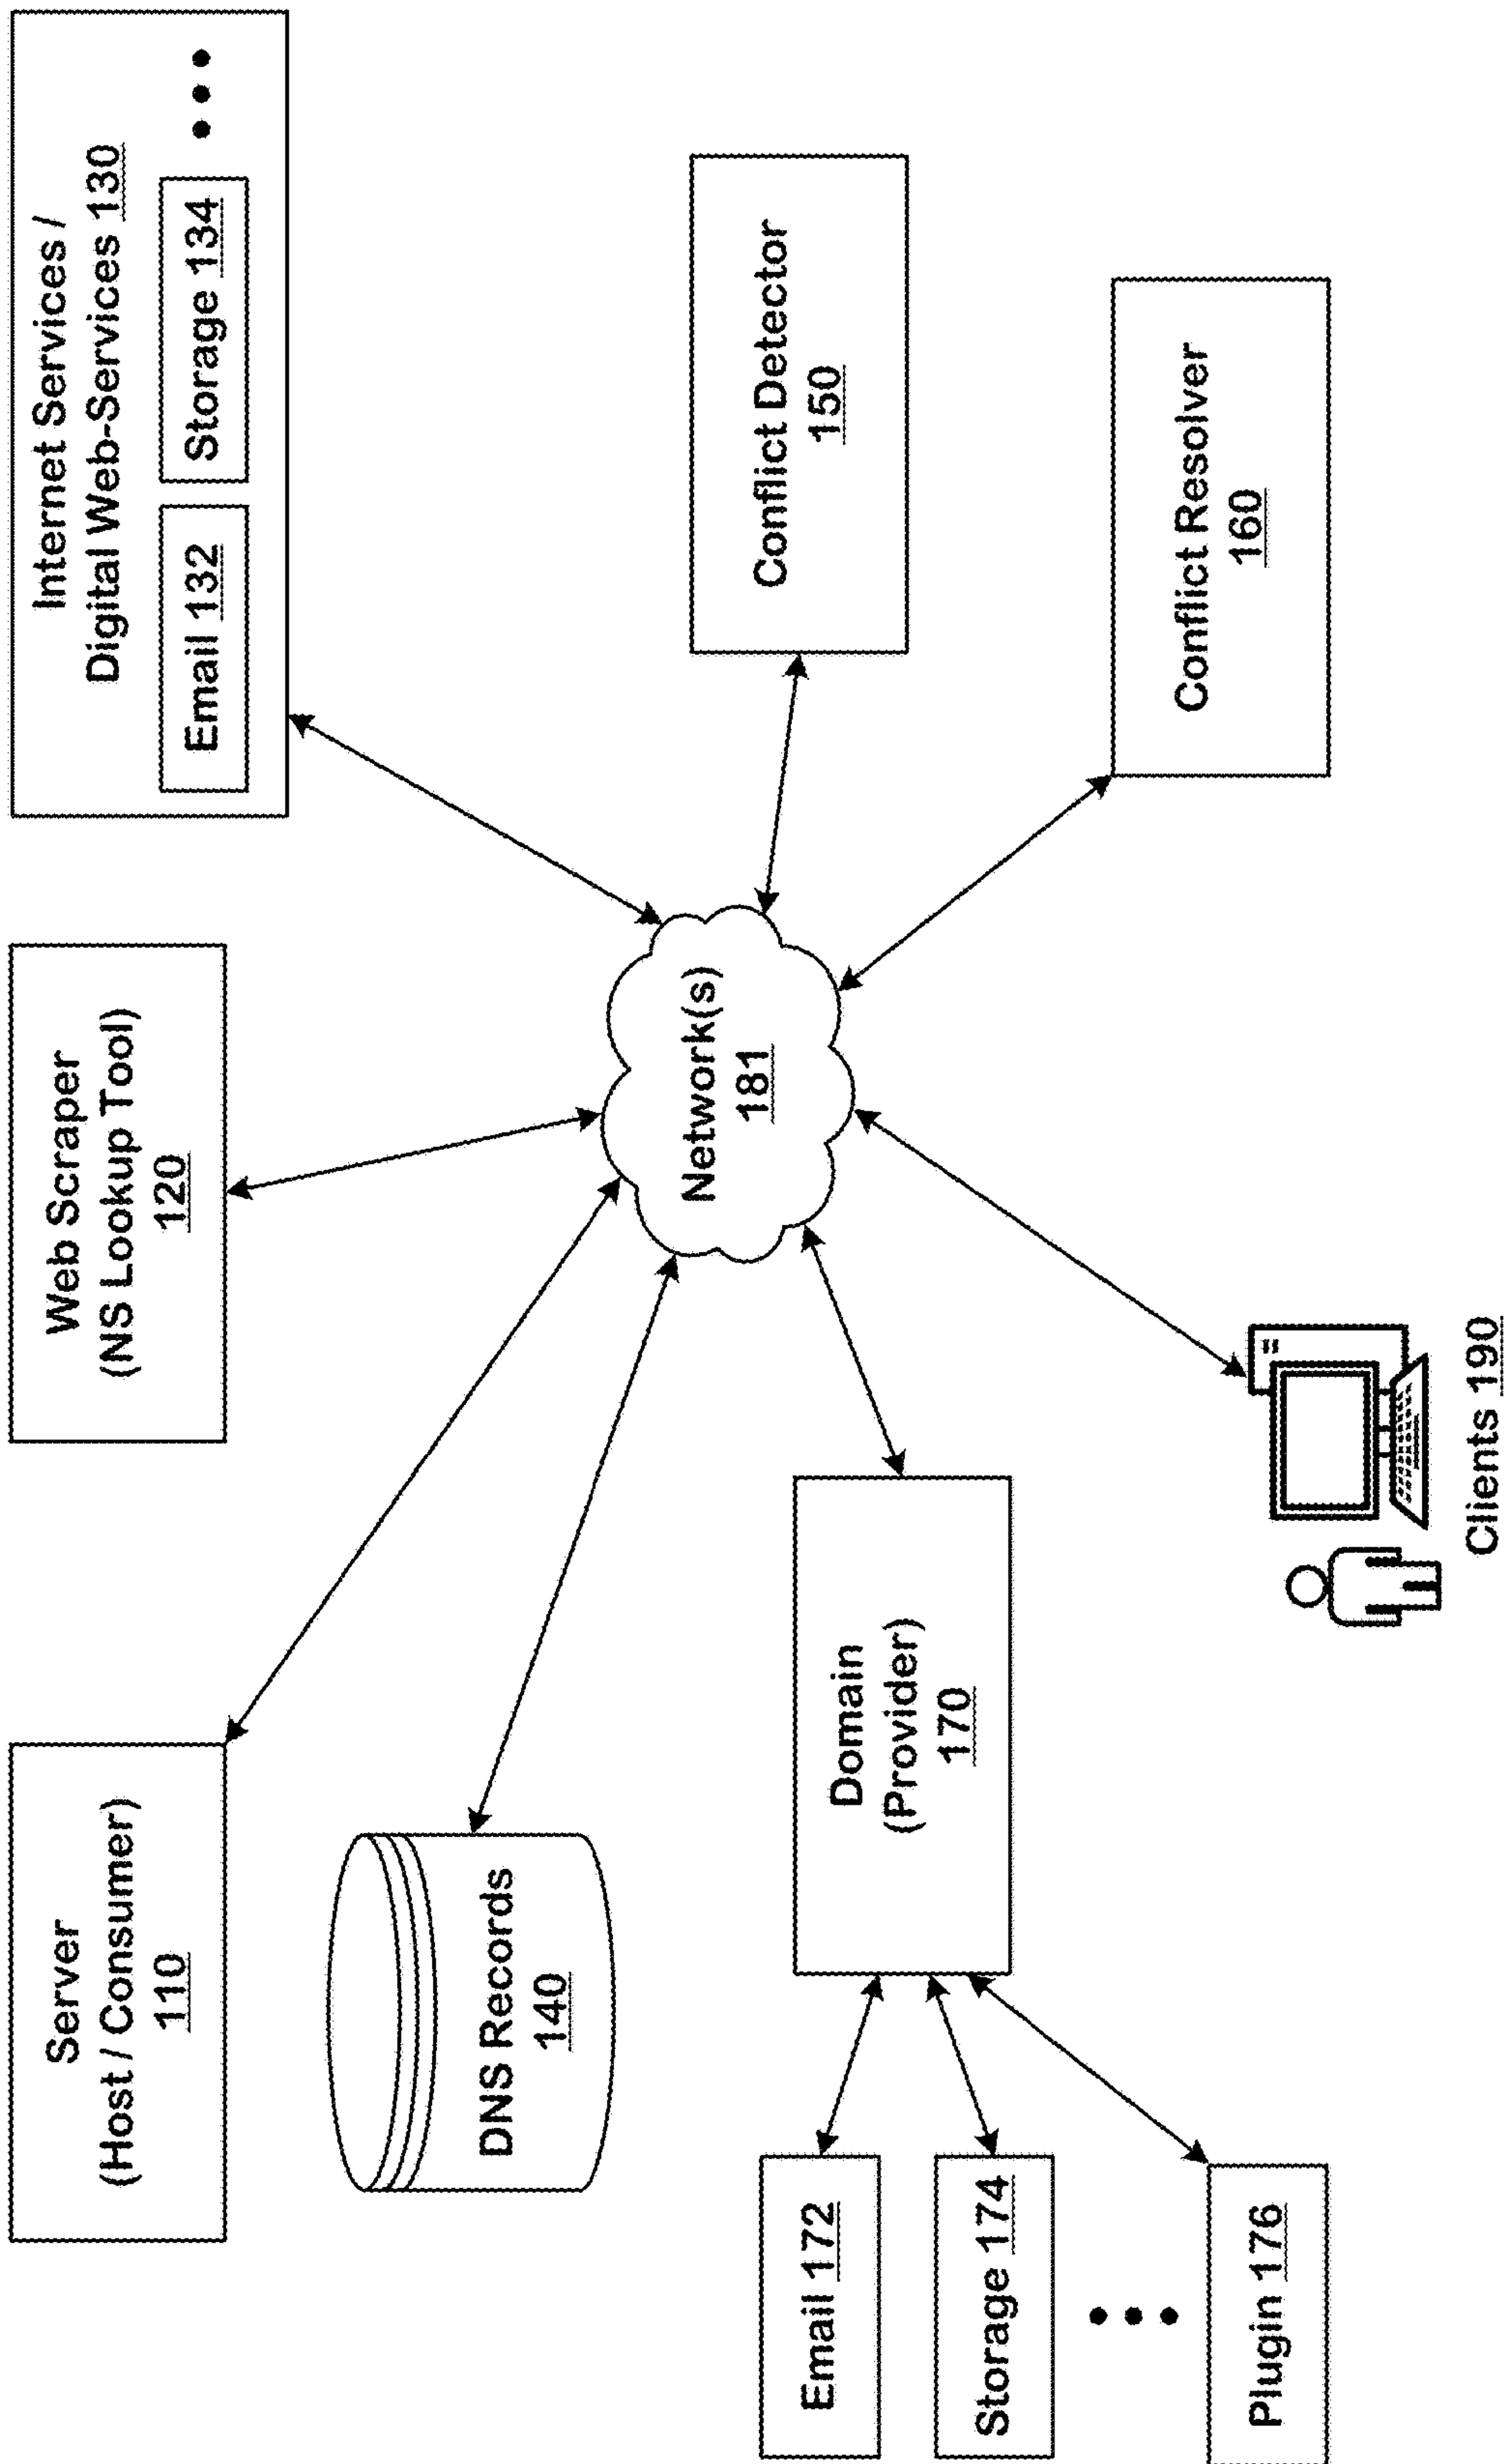 Server
(Host / Consumer)
110
Web Scraper
(NS Lookup Tool)
120
Internet Services /
Digital Web-Services 130
Email 132
Storage 134
DNS Records
140
Network(s)
181
Conflict Detector
150
Domain
(Provider)
170
Conflict Resolver
160
Email 172
Storage 174
Plugin 176
Clients 190